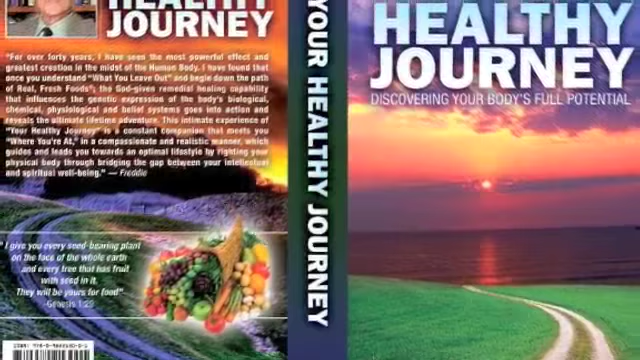 HEALTHY
JOURNEY
"For over forty years, I have seen the most powerful effect and
greatest creation in the midst of the Human Body. I have found that
once you understand "What You Leave Out" and begin down the path
of Real, Fresh Foods"; the God-given remedial healing capability
that influences the genetic expression of the body's biological,
chemical, physiological and belief systems goes into action and
reveals the ultimate lifestyle adventure. This intimate experience of
"Your Healthy Journey" is a constant companion that meets you
"Where You're At," in a compassionate and realistic manner, which
guides and leads you towards an optimal lifestyle by righting your
physical body through bridging the gap between your intellectual
and spiritual well-being." — Freddie
"I give you every seed-bearing plant
on the face of the whole earth
and every tree that has fruit
with seed in it.
They will be yours for food"
-Genesis 1:29
YOUR HEALTHY JOURNEY
HEALTHY
JOURNEY
DISCOVERING YOUR BODY'S FULL POTENTIAL